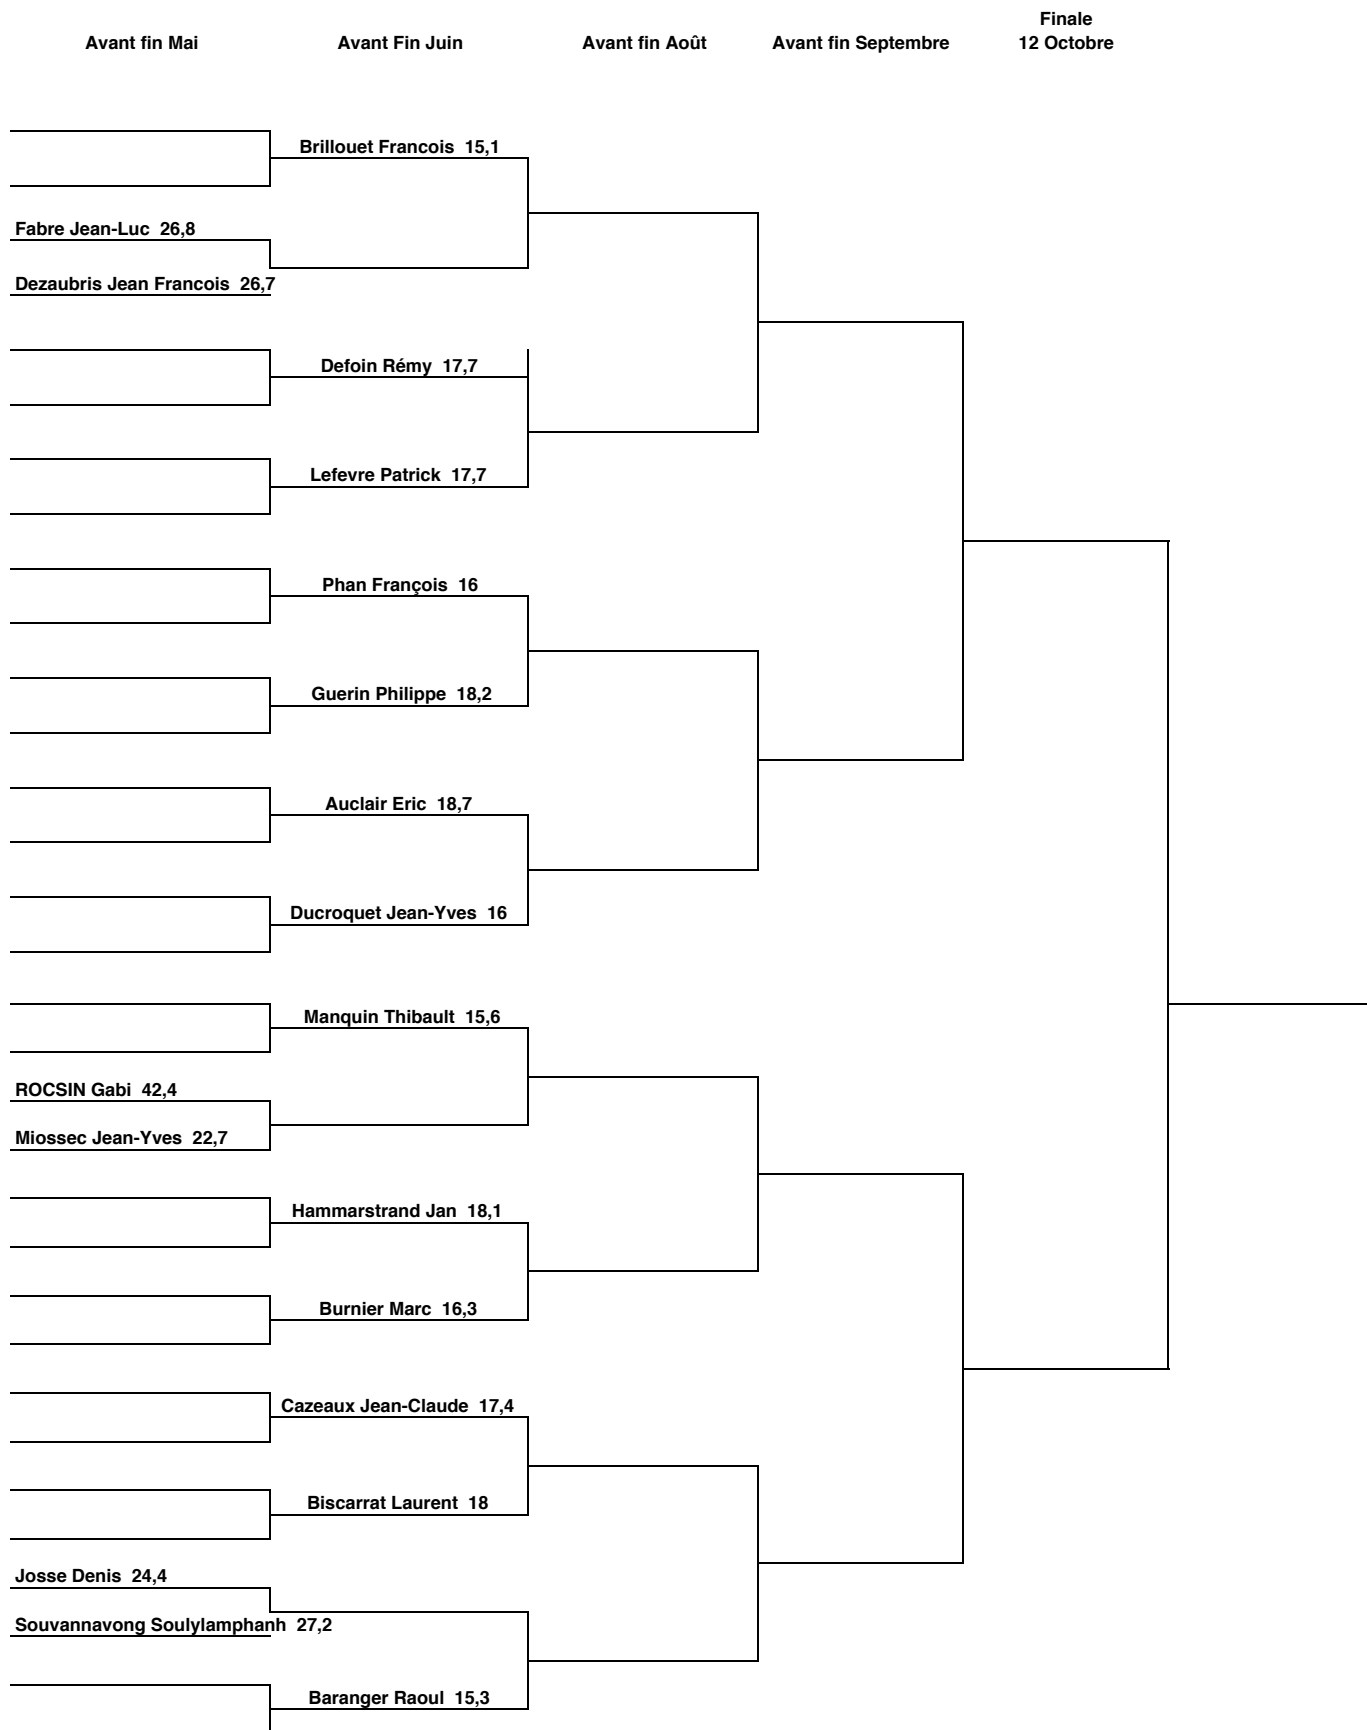 Finale
Avant fin Mai Avant Fin Juin Avant fin Août Avant fin Septembre 12 Octobre
Brillouet Francois 15,1
Fabre Jean-Luc 26,8
Dezaubris Jean Francois 26,7
Defoin Rémy 17,7
Lefevre Patrick 17,7
Phan François 16
Guerin Philippe 18,2
Auclair Eric 18,7
Ducroquet Jean-Yves 16
Manquin Thibault 15,6
ROCSIN Gabi 42,4
Miossec Jean-Yves 22,7
Hammarstrand Jan 18,1
Burnier Marc 16,3
Cazeaux Jean-Claude 17,4
Biscarrat Laurent 18
Josse Denis 24,4
Souvannavong Soulylamphanh 27,2
Baranger Raoul 15,3